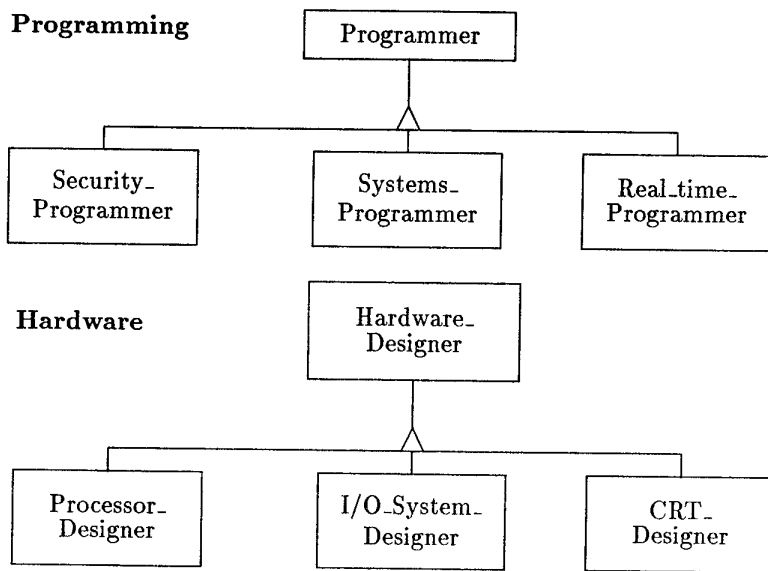 Programming
Programmer
Security_
Programmer
Systems_
Programmer
Real_time_
Programmer
Hardware
Hardware_
Designer
Processor_
Designer
I/O_System_
Designer
CRT_
Designer